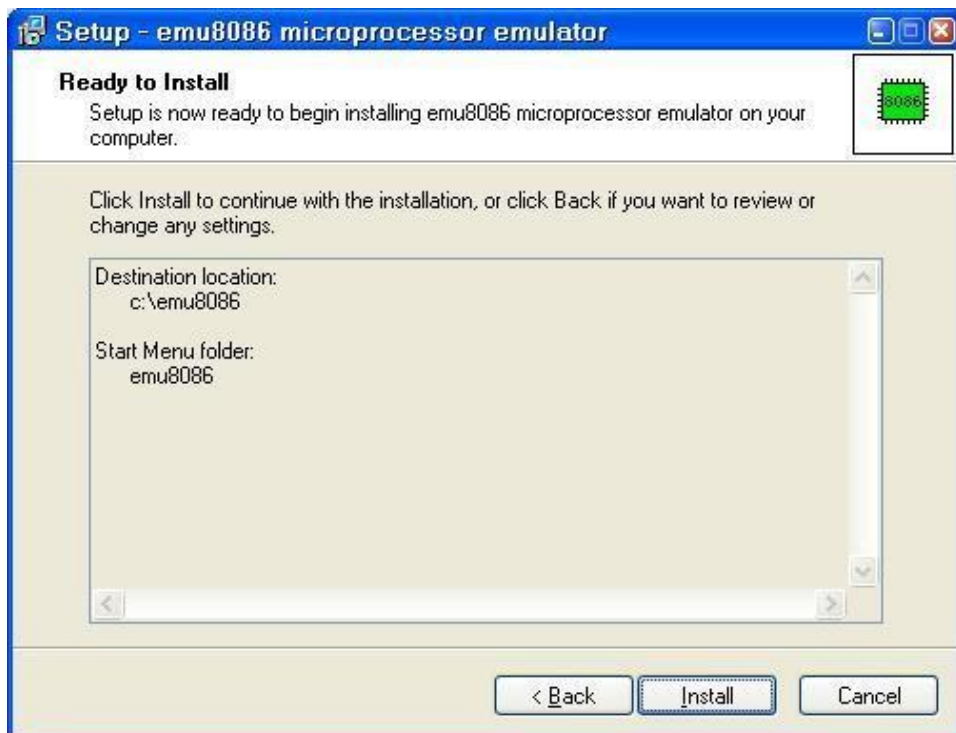 Setup - emu8086 microprocessor emulator
Ready to Install
Setup is now ready to begin installing emu8086 microprocessor emulator on your
computer.
8086
Click Install to continue with the installation, or click Back if you want to review or
change any settings.
Destination location:
c:\emu8086
Start Menu folder:
emu8086
< Back
Install
Cancel